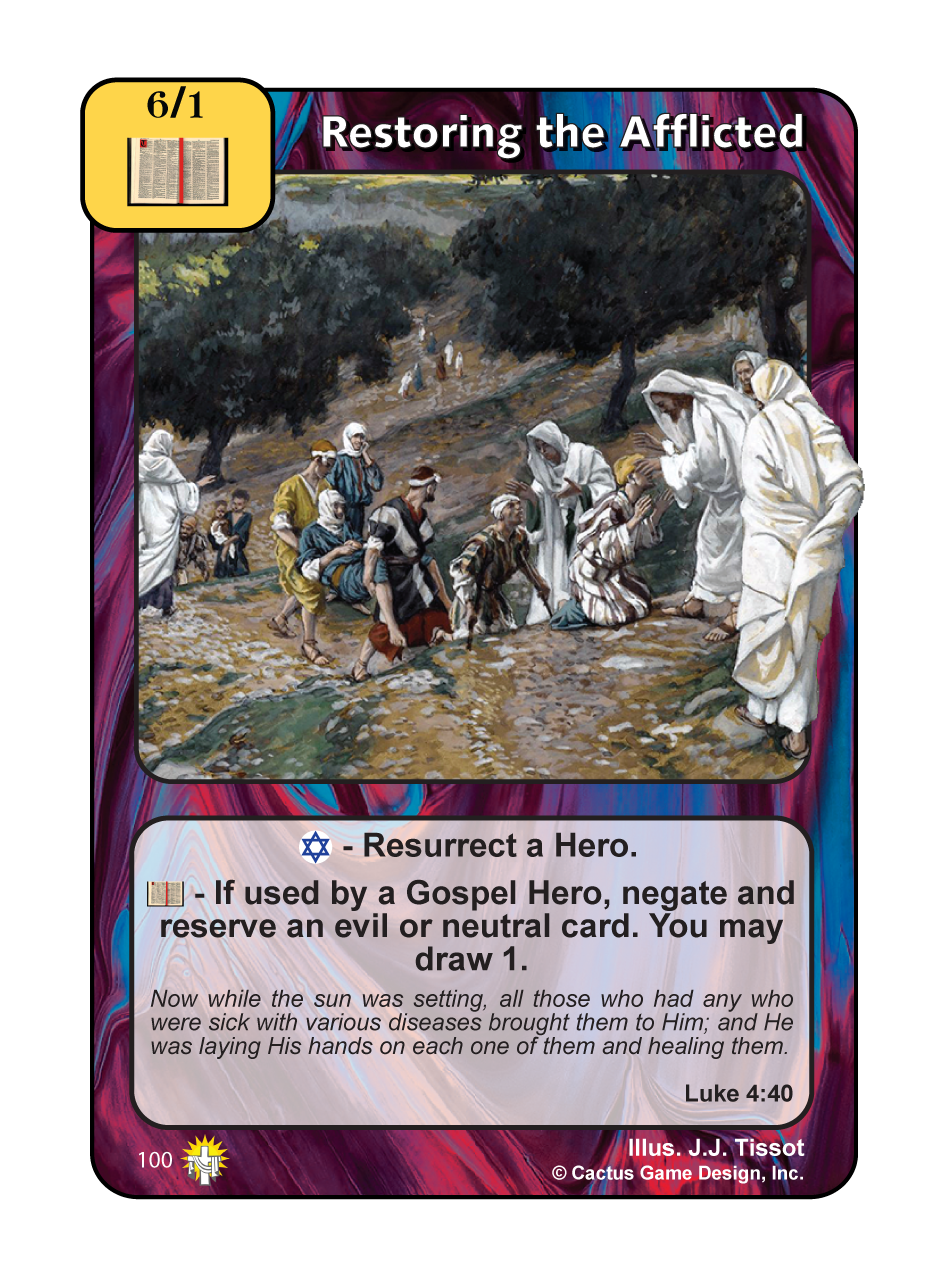 6/1
Restoring the Afflicted
- Resurrect a Hero.
- If used by a Gospel Hero, negate and
reserve an evil or neutral card. You may
draw 1.
Now while the sun was setting, all those who had any who
were sick with various diseases brought them to Him; and He
was laying His hands on each one of them and healing them.
Luke 4:40
100
Illus. J.J. Tissot
© Cactus Game Design, Inc.